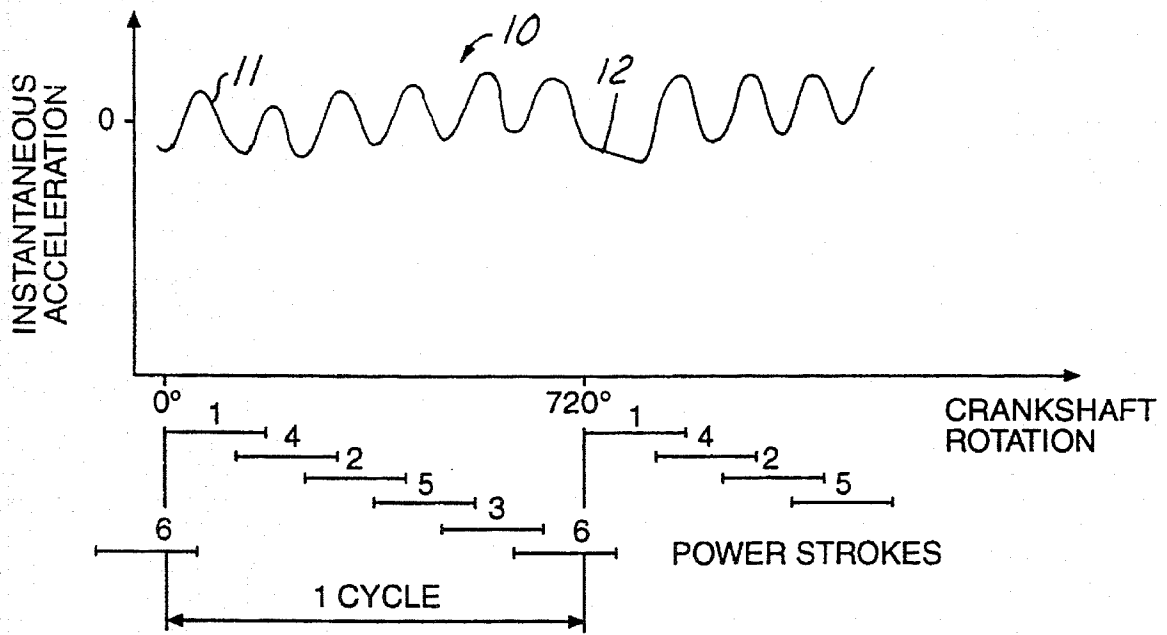 INSTANTANEOUS
ACCELERATION
0
11
10
12
0°
720°
CRANKSHAFT
ROTATION
1
4
2
5
3
6
1
4
2
5
6
POWER STROKES
1 CYCLE